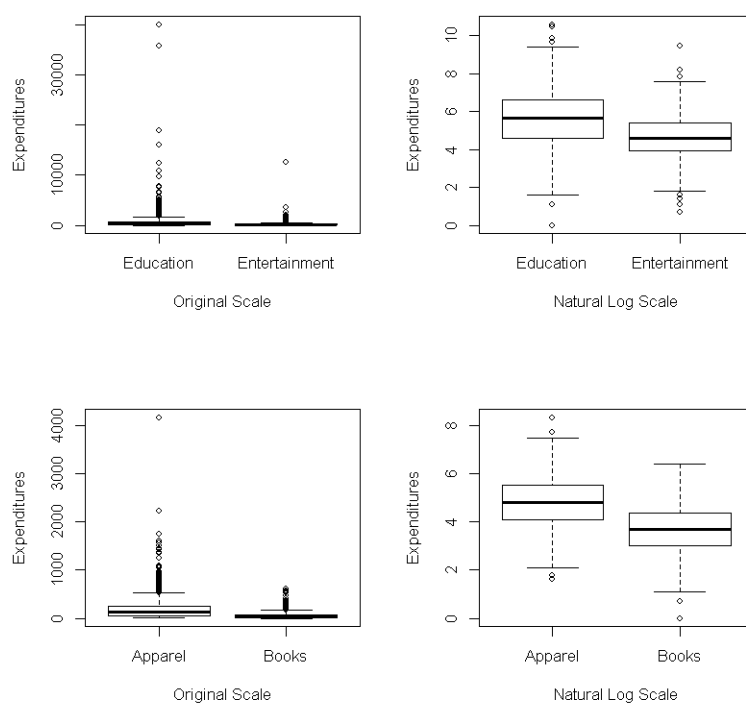 Expenditures
0
10000
30000
Education Entertainment
Original Scale
Expenditures
0
2
4
6
8
10
Education Entertainment
Natural Log Scale
Expenditures
0
1000
2000
3000
4000
Apparel Books
Original Scale
Expenditures
0
2
4
6
8
Apparel Books
Natural Log Scale